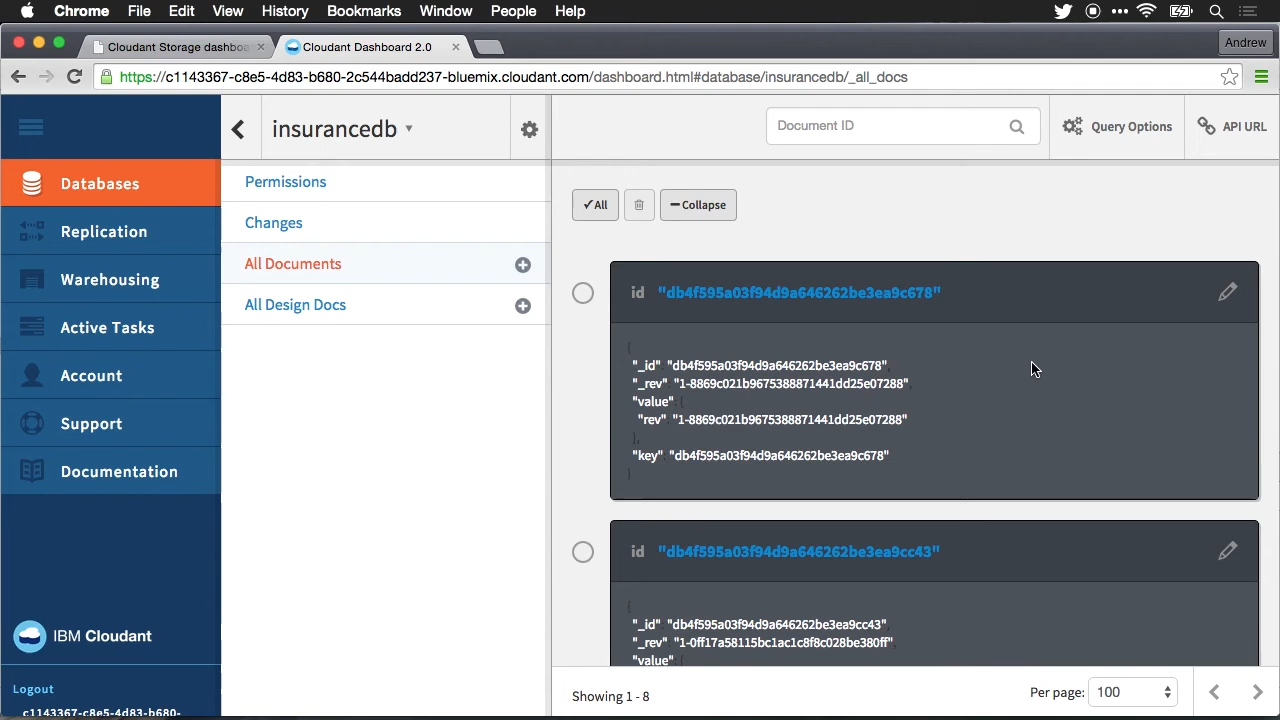 Chrome File Edit View History Bookmarks Window People Help
Cloudant Storage dashboa
Cloudant Dashboard 2.0
Andrew
https://c1143367-c8e5-4d83-b680-2c544badd237-bluemix.cloudant.com/dashboard.html#database/insurancedb/_all_docs
insurancedb
Document ID
Query Options
API URL
Databases
Replication
Warehousing
Active Tasks
Account
Support
Documentation
IBM Cloudant
Logout
c1143367-c8e5-4d83-b680-
Permissions
Changes
All Documents
All Design Docs
✓All
Collapse
id "db4f595a03f94d9a646262be3ea9c678"
{
"_id": "db4f595a03f94d9a646262be3ea9c678",
"_rev": "1-8869c021b9675388871441dd25e07288",
"value": {
"rev": "1-8869c021b9675388871441dd25e07288"
},
"key": "db4f595a03f94d9a646262be3ea9c678"
}
id "db4f595a03f94d9a646262be3ea9cc43"
{
"_id": "db4f595a03f94d9a646262be3ea9cc43",
"_rev": "1-0ff17a58115bc1ac1c8f8c028be380ff",
"value": {
Showing 1 - 8
Per page: 100